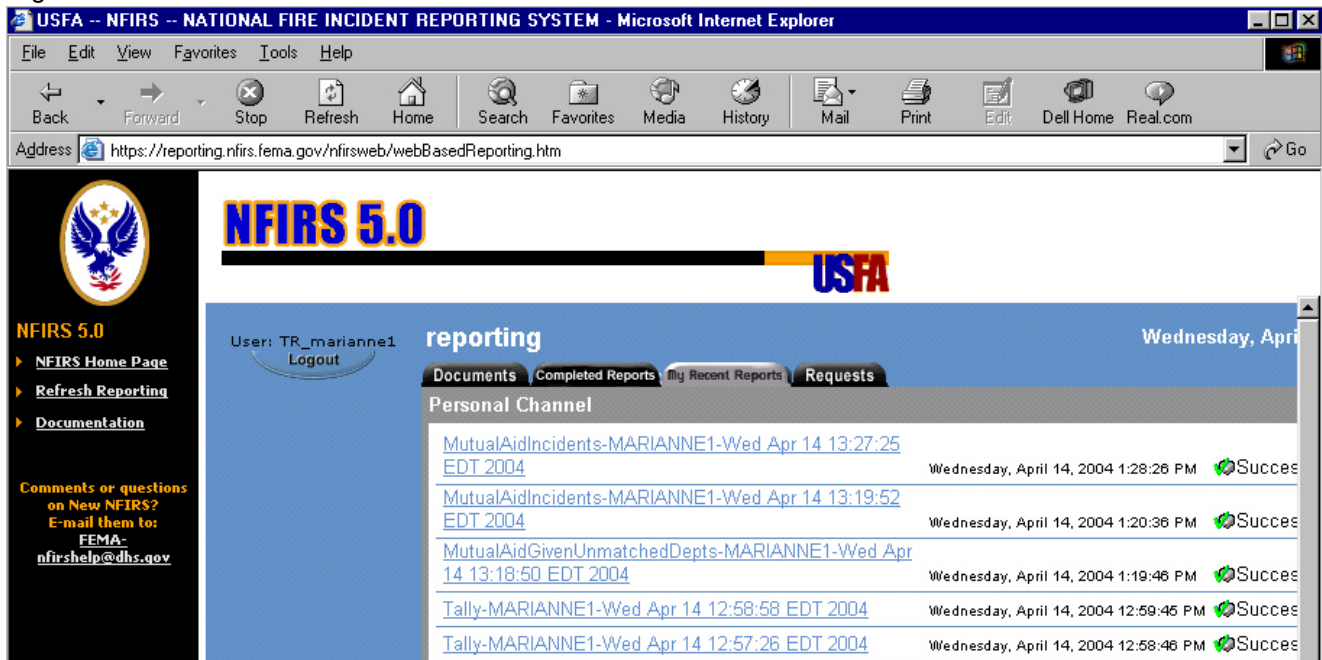 USFA -- NFIRS -- NATIONAL FIRE INCIDENT REPORTING SYSTEM - Microsoft Internet Explorer
File Edit View Favorites Tools Help
Back Forward Stop Refresh Home Search Favorites Media History Mail Print Edit Dell Home Real.com
Address https://reporting.nfirs.fema.gov/nfirsweb/webBasedReporting.htm Go
NFIRS 5.0
USFA
NFIRS 5.0
NFIRS Home Page
Refresh Reporting
Documentation
Comments or questions
on New NFIRS?
E-mail them to:
FEMA-
nfirshelp@dhs.gov
User: TR_marianne1
Logout
reporting Wednesday, Apri
Documents Completed Reports My Recent Reports Requests
Personal Channel
MutualAidIncidents-MARIANNE1-Wed Apr 14 13:27:25
EDT 2004 Wednesday, April 14, 2004 1:28:26 PM Succes
MutualAidIncidents-MARIANNE1-Wed Apr 14 13:19:52
EDT 2004 Wednesday, April 14, 2004 1:20:36 PM Succes
MutualAidGivenUnmatchedDepts-MARIANNE1-Wed Apr
14 13:18:50 EDT 2004 Wednesday, April 14, 2004 1:19:46 PM Succes
Tally-MARIANNE1-Wed Apr 14 12:58:58 EDT 2004 Wednesday, April 14, 2004 12:59:45 PM Succes
Tally-MARIANNE1-Wed Apr 14 12:57:26 EDT 2004 Wednesday, April 14, 2004 12:58:46 PM Succes